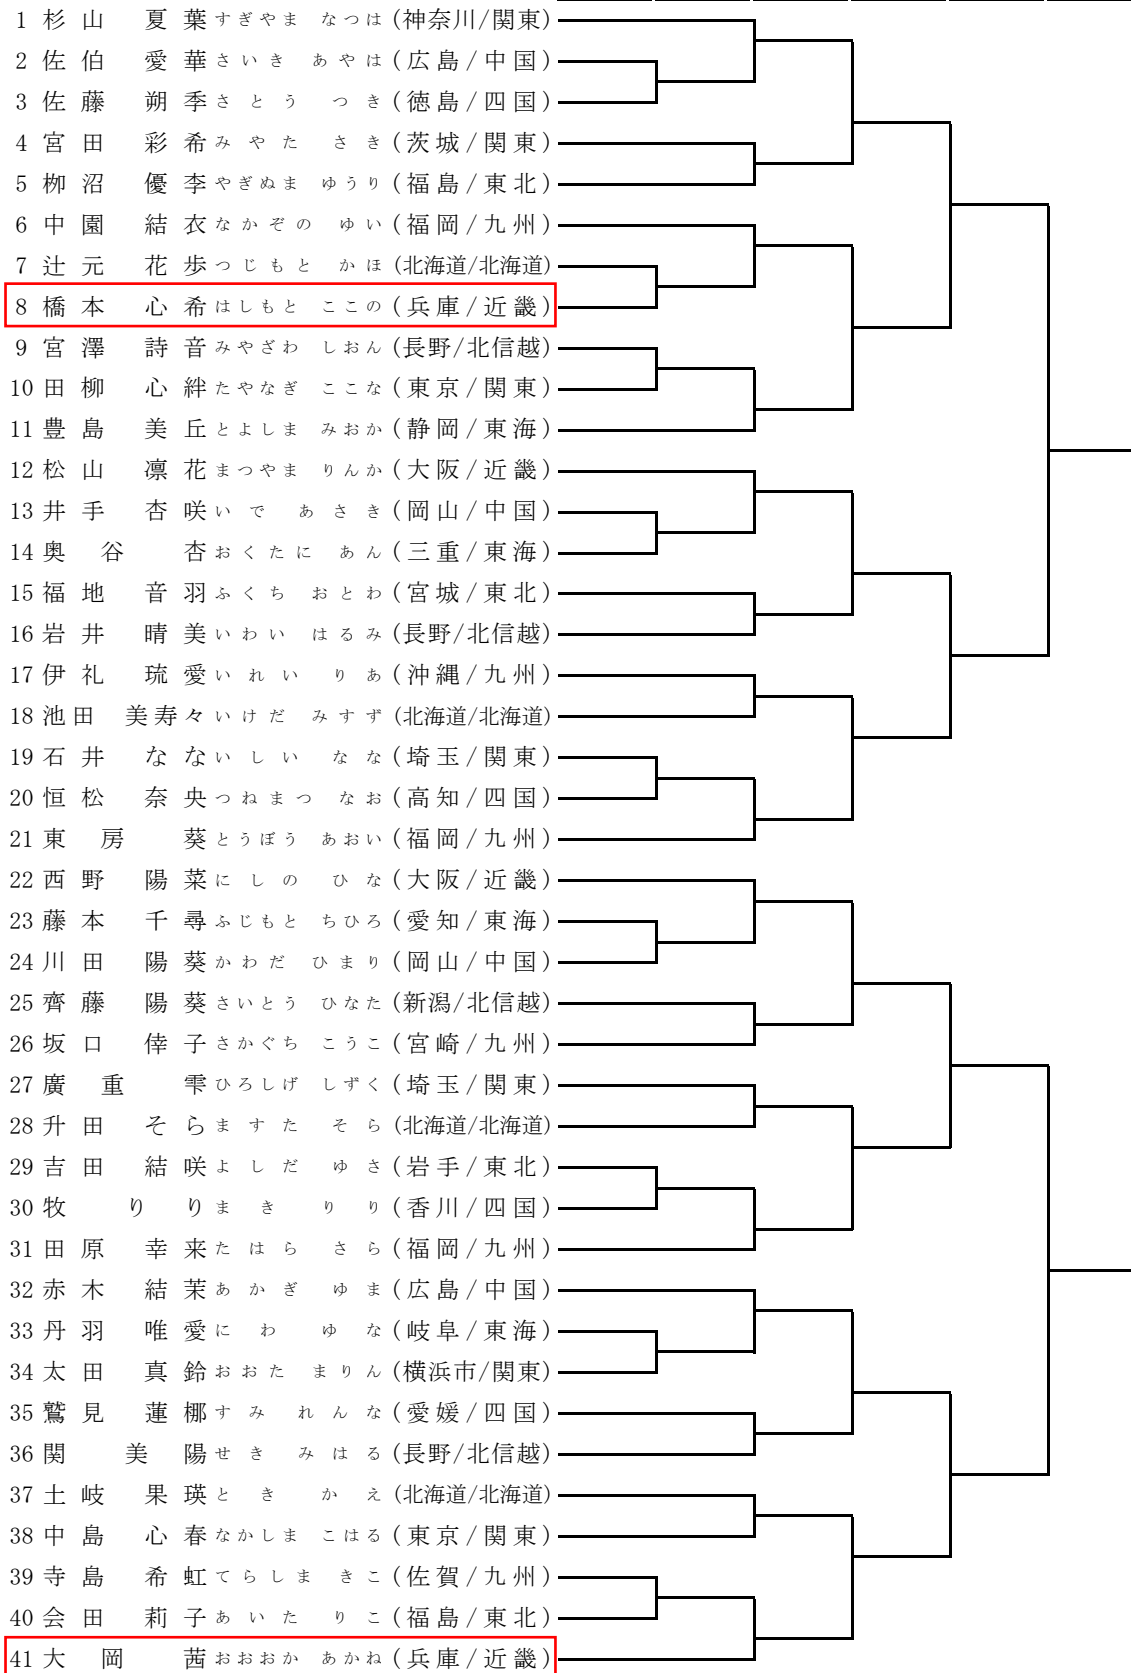 1 杉山 夏葉 すぎやま なつは (神奈川/関東)
2 佐伯 愛華 さいき あやは (広島/中国)
3 佐藤 朔季 さとう つき (徳島/四国)
4 宮田 彩希 みやた さき (茨城/関東)
5 栁沼 優李 やぎぬま ゆうり (福島/東北)
6 中園 結衣 なかぞの ゆい (福岡/九州)
7 辻元 花歩 つじもと かほ (北海道/北海道)
8 橋本 心希 はしもと ここの (兵庫/近畿)
9 宮澤 詩音 みやざわ しおん (長野/北信越)
10 田柳 心絆 たやなぎ ここな (東京/関東)
11 豊島 美丘 とよしま みおか (静岡/東海)
12 松山 凛花 まつやま りんか (大阪/近畿)
13 井手 杏咲 いで あさき (岡山/中国)
14 奥谷 杏 おくたに あん (三重/東海)
15 福地 音羽 ふくち おとわ (宮城/東北)
16 岩井 晴美 いわい はるみ (長野/北信越)
17 伊礼 琉愛 いれい りあ (沖縄/九州)
18 池田 美寿々 いけだ みすず (北海道/北海道)
19 石井 なな いしい なな (埼玉/関東)
20 恒松 奈央 つねまつ なお (高知/四国)
21 東房 葵 とうぼう あおい (福岡/九州)
22 西野 陽菜 にしの ひな (大阪/近畿)
23 藤本 千尋 ふじもと ちひろ (愛知/東海)
24 川田 陽葵 かわだ ひまり (岡山/中国)
25 齊藤 陽葵 さいとう ひなた (新潟/北信越)
26 坂口 倖子 さかぐち こうこ (宮崎/九州)
27 廣重 雫 ひろしげ しずく (埼玉/関東)
28 升田 そら ますた そら (北海道/北海道)
29 吉田 結咲 よしだ ゆさ (岩手/東北)
30 牧 りり まき りり (香川/四国)
31 田原 幸来 たはら さら (福岡/九州)
32 赤木 結茉 あかぎ ゆま (広島/中国)
33 丹羽 唯愛 にわ ゆな (岐阜/東海)
34 太田 真鈴 おおた まりん (横浜市/関東)
35 鷲見 蓮梛 すみ れんな (愛媛/四国)
36 関 美陽 せき みはる (長野/北信越)
37 土岐 果瑛 とき かえ (北海道/北海道)
38 中島 心春 なかしま こはる (東京/関東)
39 寺島 希虹 てらしま きこ (佐賀/九州)
40 会田 莉子 あいた りこ (福島/東北)
41 大岡 茜 おおおか あかね (兵庫/近畿)